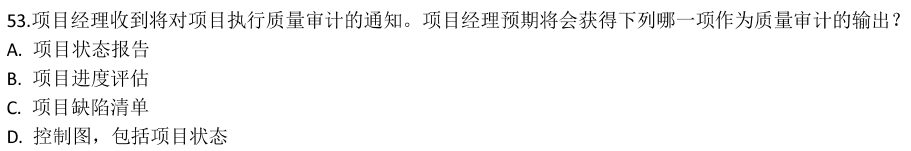 53.项目经理收到将对项目执行质量审计的通知。项目经理预期将会获得下列哪一项作为质量审计的输出？
A. 项目状态报告
B. 项目进度评估
C. 项目缺陷清单
D. 控制图，包括项目状态